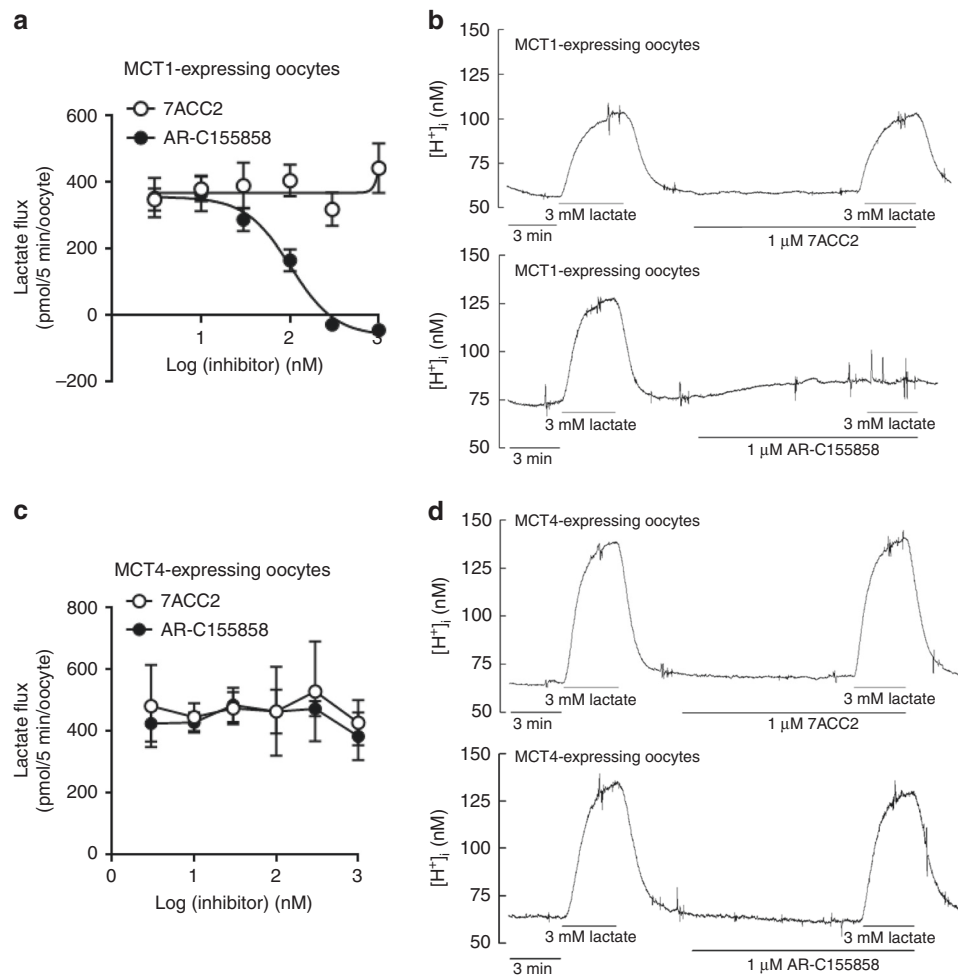 a
MCT1-expressing oocytes
7ACC2
AR-C155858
Lactate flux
(pmol/5 min/oocyte)
600
400
200
0
−200
1
2
3
Log (inhibitor) (nM)
b
MCT1-expressing oocytes
[H+]i (nM)
150
125
100
75
50
3 mM lactate
3 mM lactate
3 min
1 µM 7ACC2
MCT1-expressing oocytes
[H+]i (nM)
150
125
100
75
50
3 mM lactate
3 mM lactate
3 min
1 µM AR-C155858
c
MCT4-expressing oocytes
7ACC2
AR-C155858
Lactate flux
(pmol/5 min/oocyte)
800
600
400
200
0
0
1
2
3
Log (inhibitor) (nM)
d
MCT4-expressing oocytes
[H+]i (nM)
150
125
100
75
50
3 mM lactate
3 mM lactate
3 min
1 µM 7ACC2
MCT4-expressing oocytes
[H+]i (nM)
150
125
100
75
50
3 mM lactate
3 mM lactate
3 min
1 µM AR-C155858